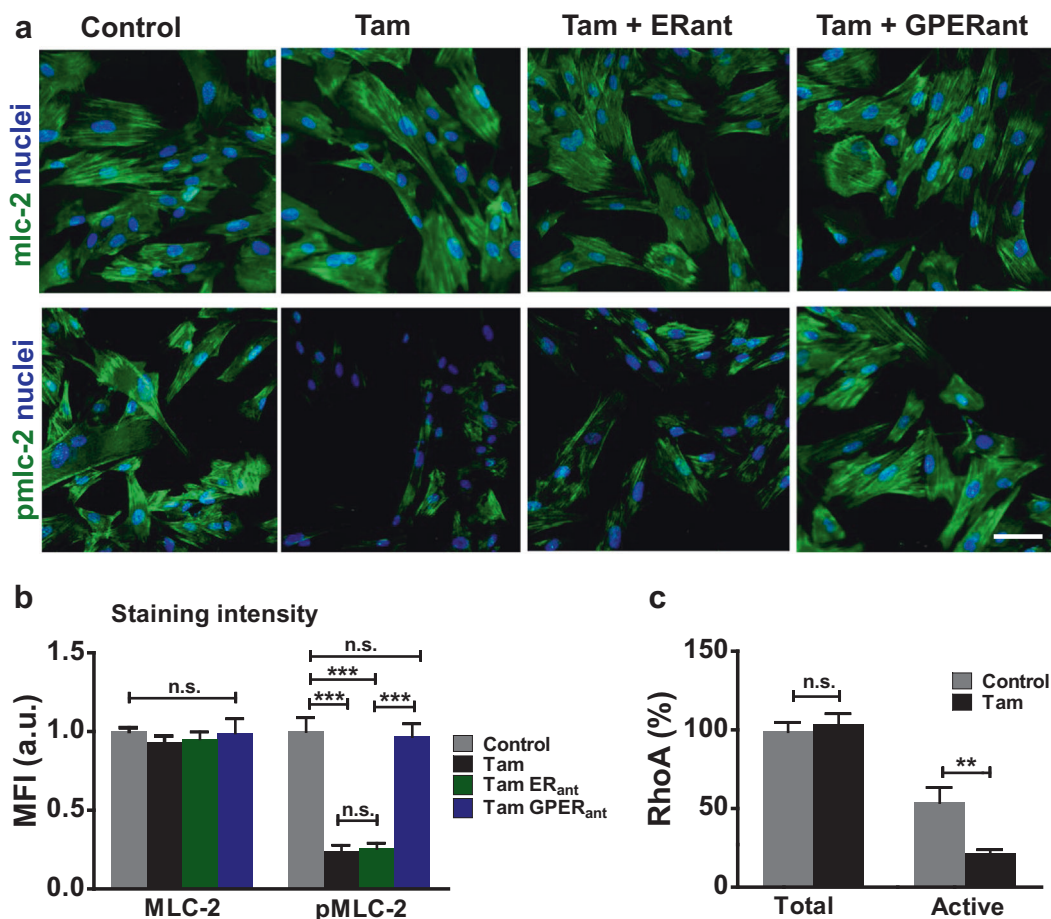 a
Control
Tam
Tam + ERant
Tam + GPERant
mlc-2 nuclei
pmlc-2 nuclei
b
Staining intensity
MFI (a.u.)
1.5
1.0
0.5
0.0
n.s.
n.s.
***
***
***
n.s.
Control
Tam
Tam ERant
Tam GPERant
MLC-2
pMLC-2
c
RhoA (%)
150
100
50
0
n.s.
**
Control
Tam
Total
Active